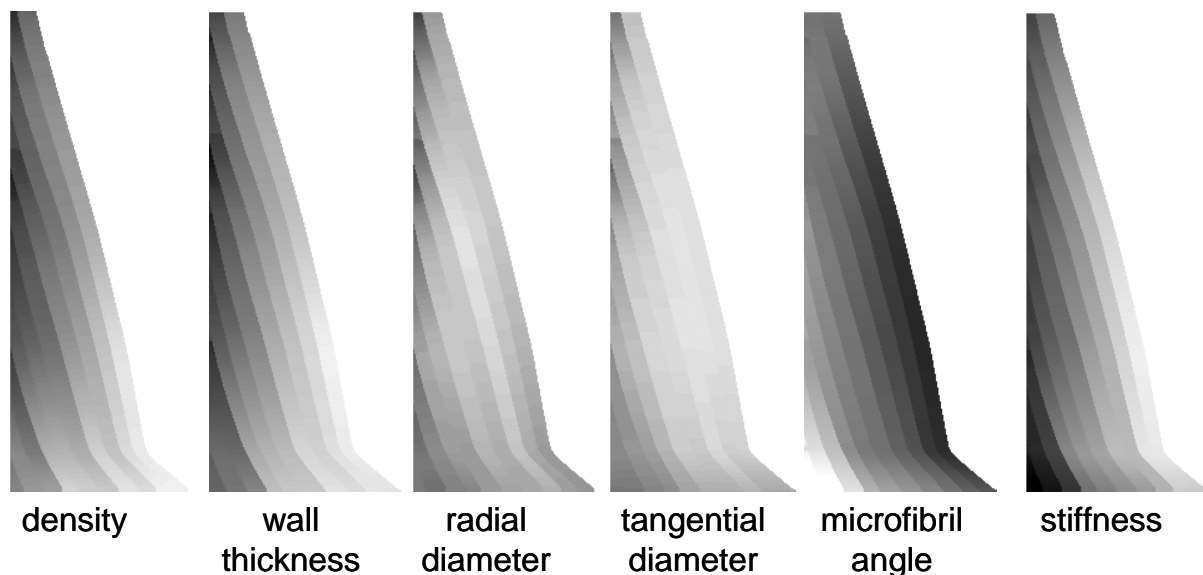 density
wall
thickness
radial
diameter
tangential
diameter
microfibril
angle
stiffness